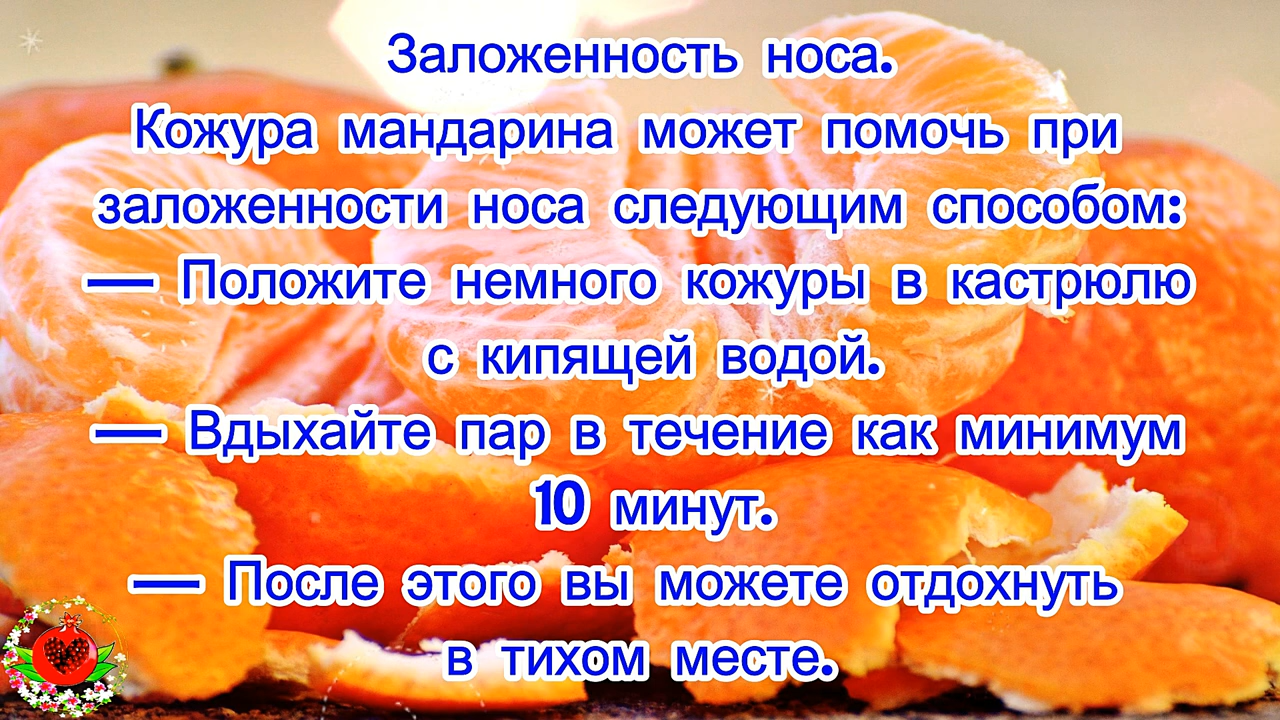 Заложенность носа.
Кожура мандарина может помочь при
заложенности носа следующим способом:
— Положите немного кожуры в кастрюлю
с кипящей водой.
— Вдыхайте пар в течение как минимум
10 минут.
— После этого вы можете отдохнуть
в тихом месте.